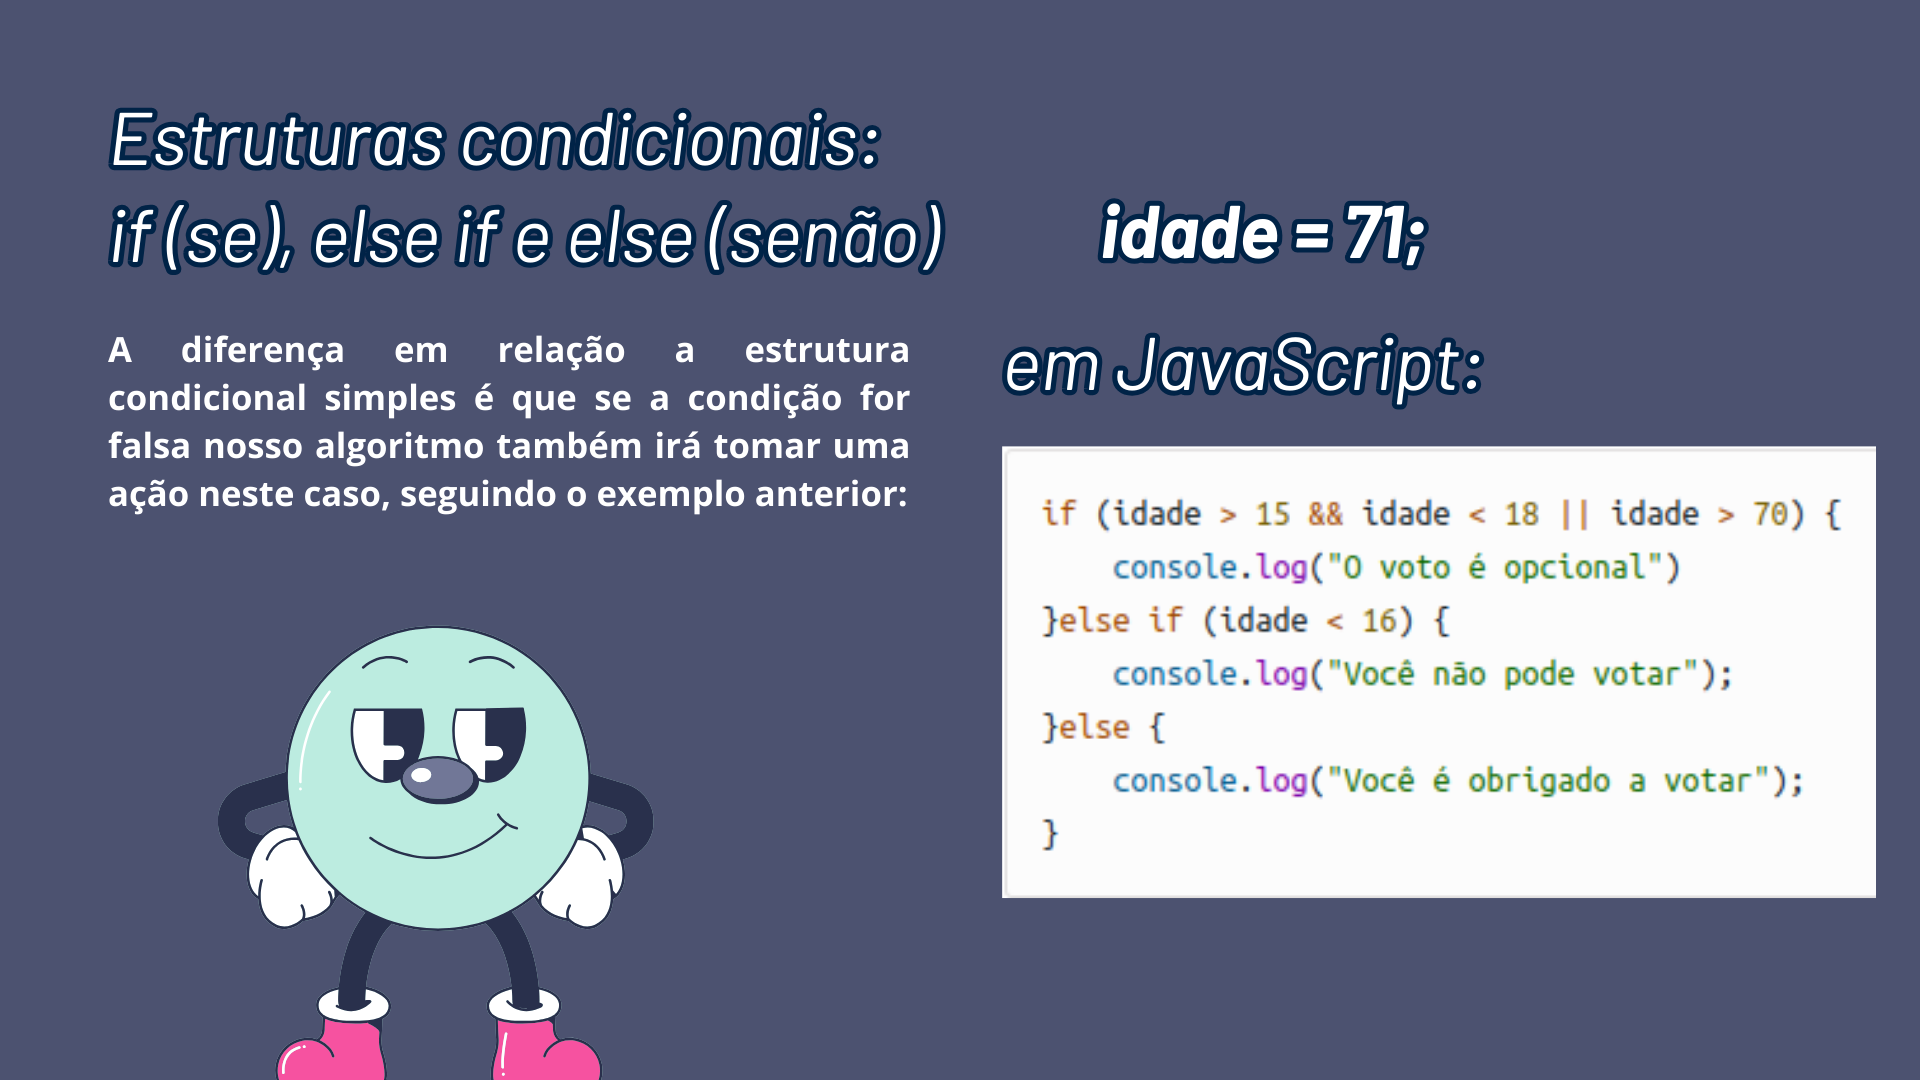 Estruturas condicionais:
if (se), else if e else (senão)
A diferença em relação a estrutura
condicional simples é que se a condição for
falsa nosso algoritmo também irá tomar uma
ação neste caso, seguindo o exemplo anterior:
idade = 71;
em JavaScript:
if (idade > 15 && idade < 18 || idade > 70) {
    console.log("O voto é opcional")
}else if (idade < 16) {
    console.log("Você não pode votar");
}else {
    console.log("Você é obrigado a votar");
}